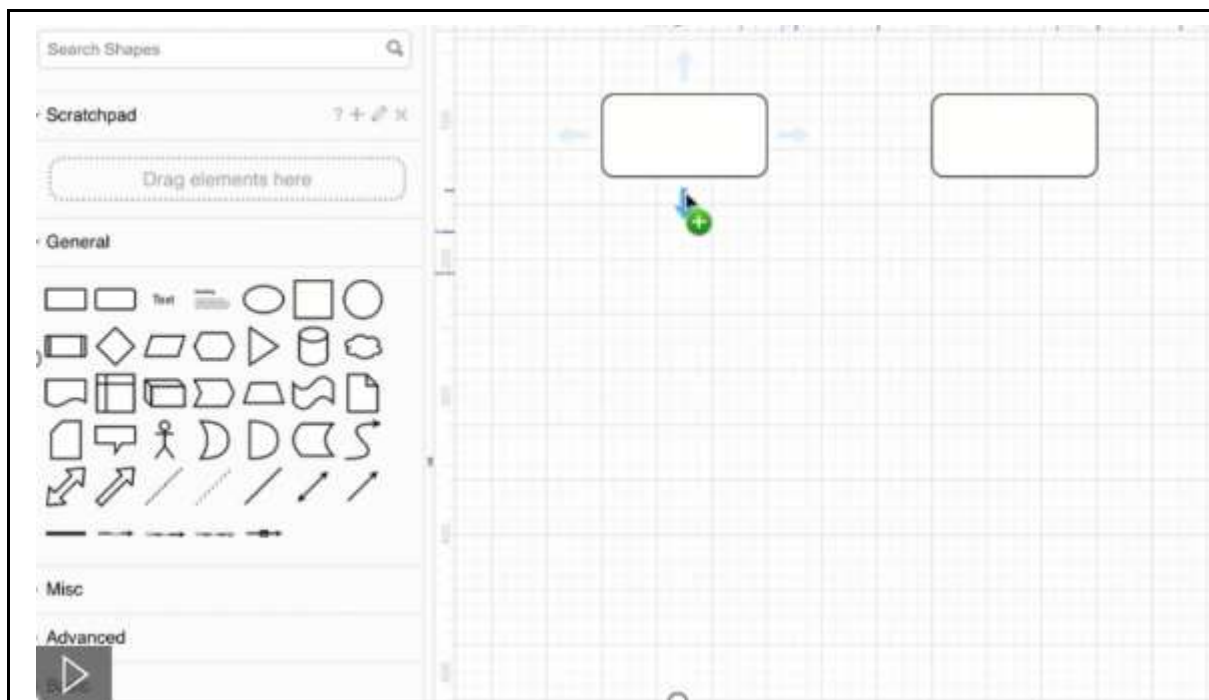 Search Shapes
Scratchpad
?
Drag elements here
General
Text
Misc
Advanced